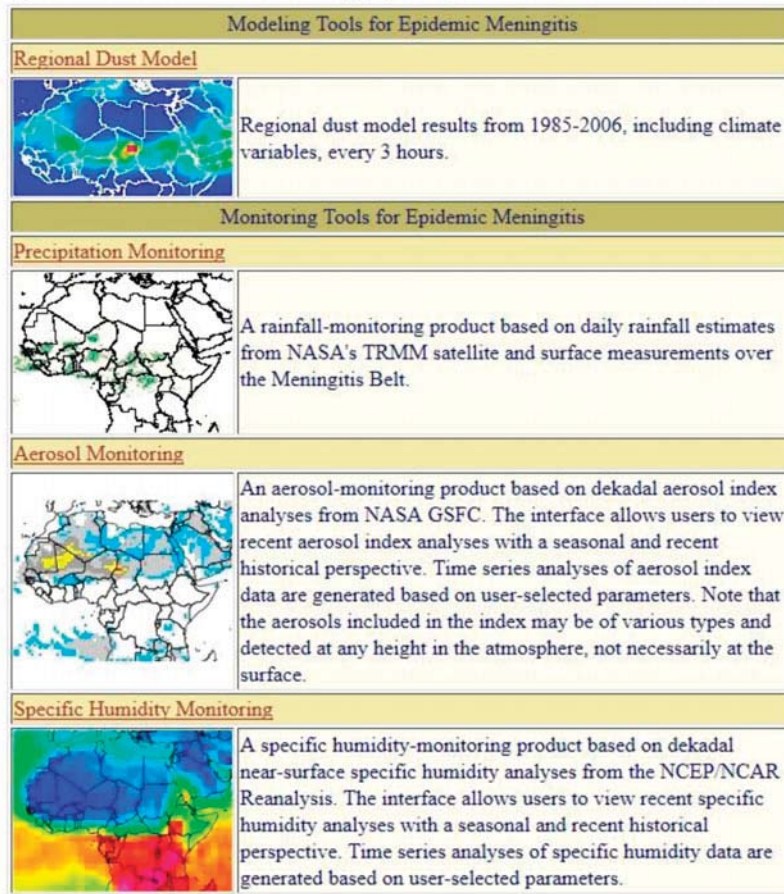 Modeling Tools for Epidemic Meningitis
Regional Dust Model
Regional dust model results from 1985-2006, including climate
variables, every 3 hours.
Monitoring Tools for Epidemic Meningitis
Precipitation Monitoring
A rainfall-monitoring product based on daily rainfall estimates
from NASA's TRMM satellite and surface measurements over
the Meningitis Belt.
Aerosol Monitoring
An aerosol-monitoring product based on dekadal aerosol index
analyses from NASA GSFC. The interface allows users to view
recent aerosol index analyses with a seasonal and recent
historical perspective. Time series analyses of aerosol index
data are generated based on user-selected parameters. Note that
the aerosols included in the index may be of various types and
detected at any height in the atmosphere, not necessarily at the
surface.
Specific Humidity Monitoring
A specific humidity-monitoring product based on dekadal
near-surface specific humidity analyses from the NCEP/NCAR
Reanalysis. The interface allows users to view recent specific
humidity analyses with a seasonal and recent historical
perspective. Time series analyses of specific humidity data are
generated based on user-selected parameters.